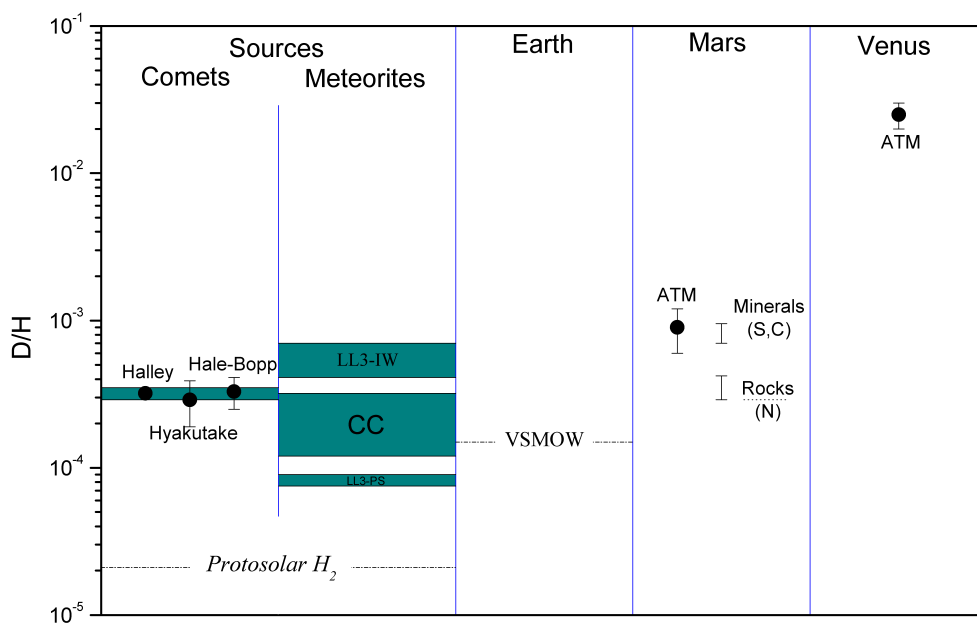 10^-1
10^-2
10^-3
10^-4
10^-5
D/H
Sources
Comets
Meteorites
Earth
Mars
Venus
Halley
Hyakutake
Hale-Bopp
LL3-IW
CC
LL3-PS
Protosolar H_2
VSMOW
ATM
Minerals
(S,C)
Rocks
(N)
ATM